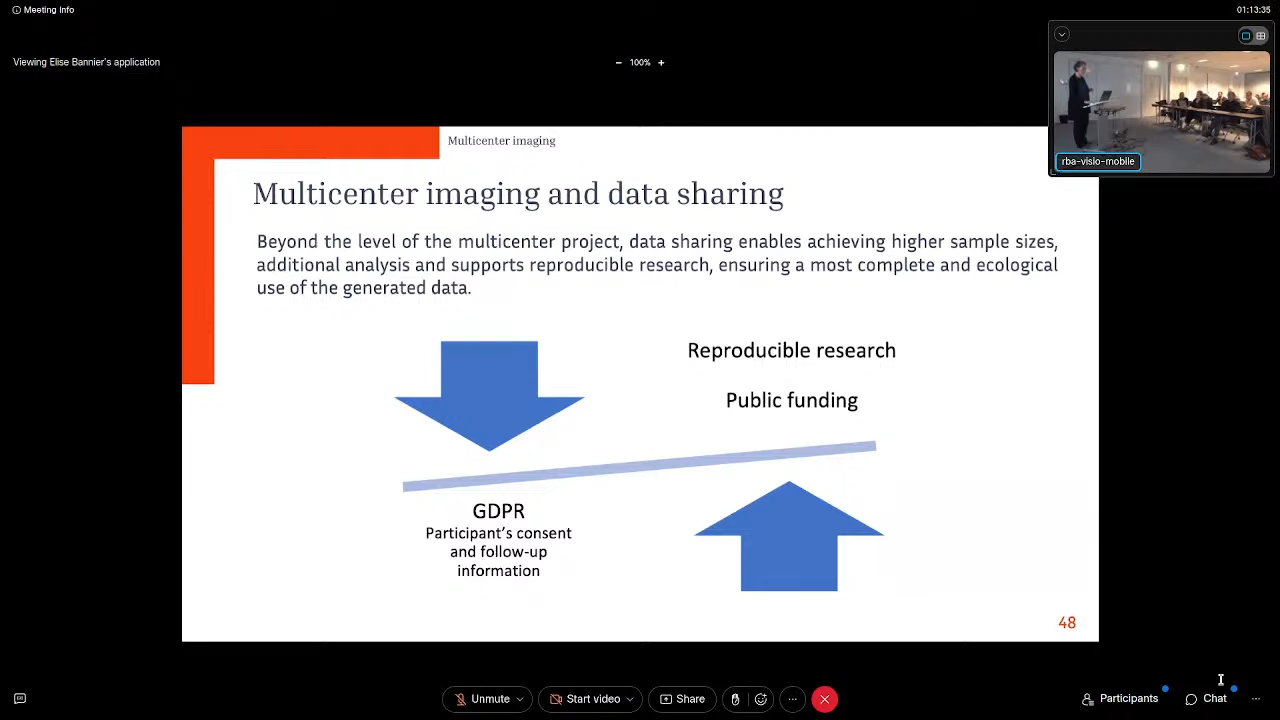 Meeting Info
01:13:35
Viewing Elise Bannier's application
100%
rba-visio-mobile
Multicenter imaging
Multicenter imaging and data sharing
Beyond the level of the multicenter project, data sharing enables achieving higher sample sizes,
additional analysis and supports reproducible research, ensuring a most complete and ecological
use of the generated data.
Reproducible research
Public funding
GDPR
Participant's consent
and follow-up
information
48
Unmute
Start video
Share
Participants
Chat